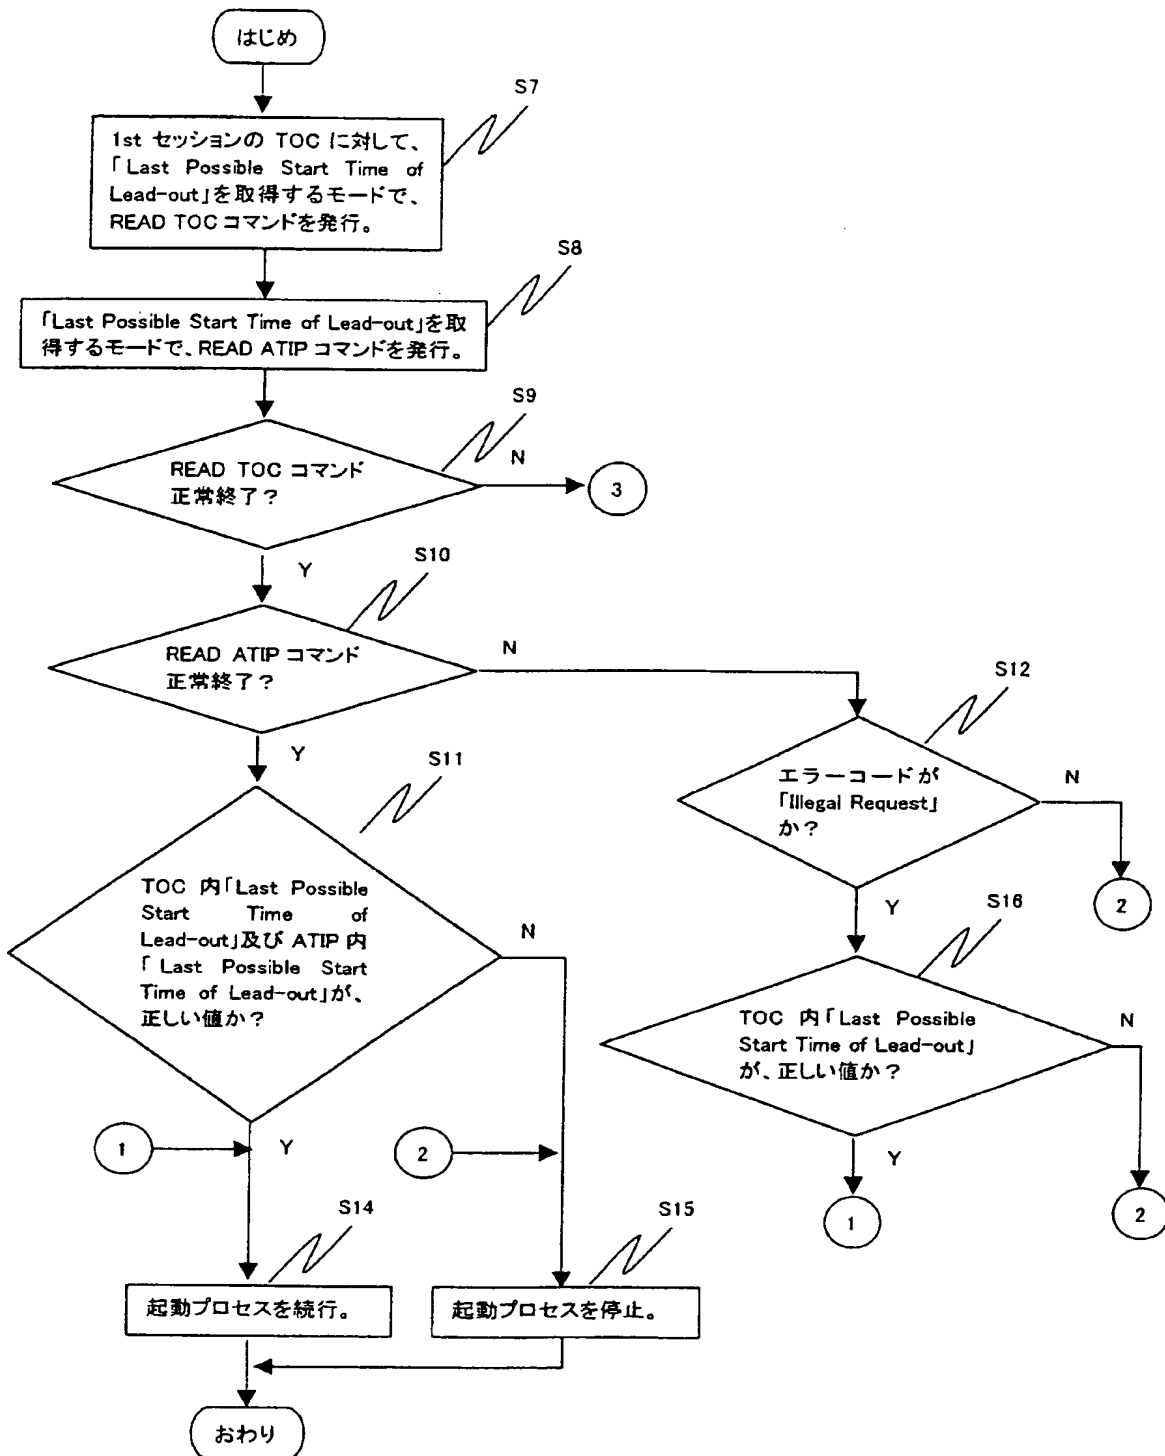 はじめ
S7
1st セッションの TOC に対して、
「Last Possible Start Time of
Lead-out」を取得するモードで、
READ TOC コマンドを発行。
S8
「Last Possible Start Time of Lead-out」を取
得するモードで、READ ATIP コマンドを発行。
S9
READ TOC コマンド
正常終了?
N
3
Y
S10
READ ATIP コマンド
正常終了?
N
Y
S12
エラーコードが
「Illegal Request」
か?
N
2
Y
S11
TOC 内「Last Possible
Start Time of
Lead-out」及び ATIP 内
「Last Possible Start
Time of Lead-out」が、
正しい値か?
N
Y
S16
TOC 内「Last Possible
Start Time of Lead-out」
が、正しい値か?
N
2
Y
1
1
2
S14
起動プロセスを続行。
S15
起動プロセスを停止。
おわり